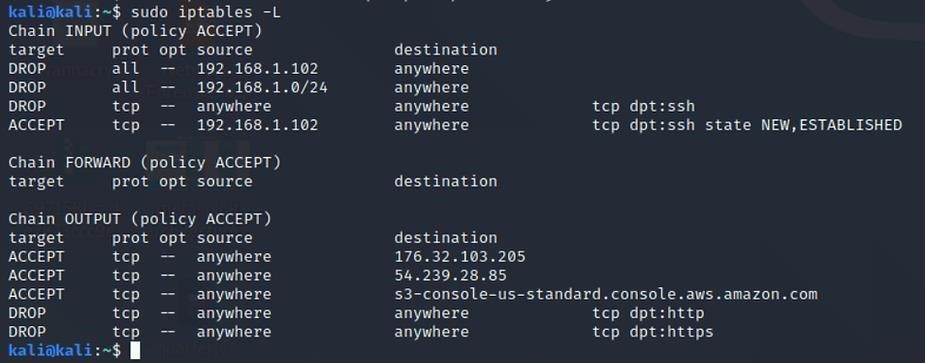 kali@kali:~$ sudo iptables -L
Chain INPUT (policy ACCEPT)
target prot opt source destination
DROP all -- 192.168.1.102 anywhere
DROP all -- 192.168.1.0/24 anywhere
DROP tcp -- anywhere anywhere tcp dpt:ssh
ACCEPT tcp -- 192.168.1.102 anywhere tcp dpt:ssh state NEW,ESTABLISHED
Chain FORWARD (policy ACCEPT)
target prot opt source destination
Chain OUTPUT (policy ACCEPT)
target prot opt source destination
ACCEPT tcp -- anywhere 176.32.103.205
ACCEPT tcp -- anywhere 54.239.28.85
ACCEPT tcp -- anywhere s3-console-us-standard.console.aws.amazon.com
DROP tcp -- anywhere anywhere tcp dpt:http
DROP tcp -- anywhere anywhere tcp dpt:https
kali@kali:~$